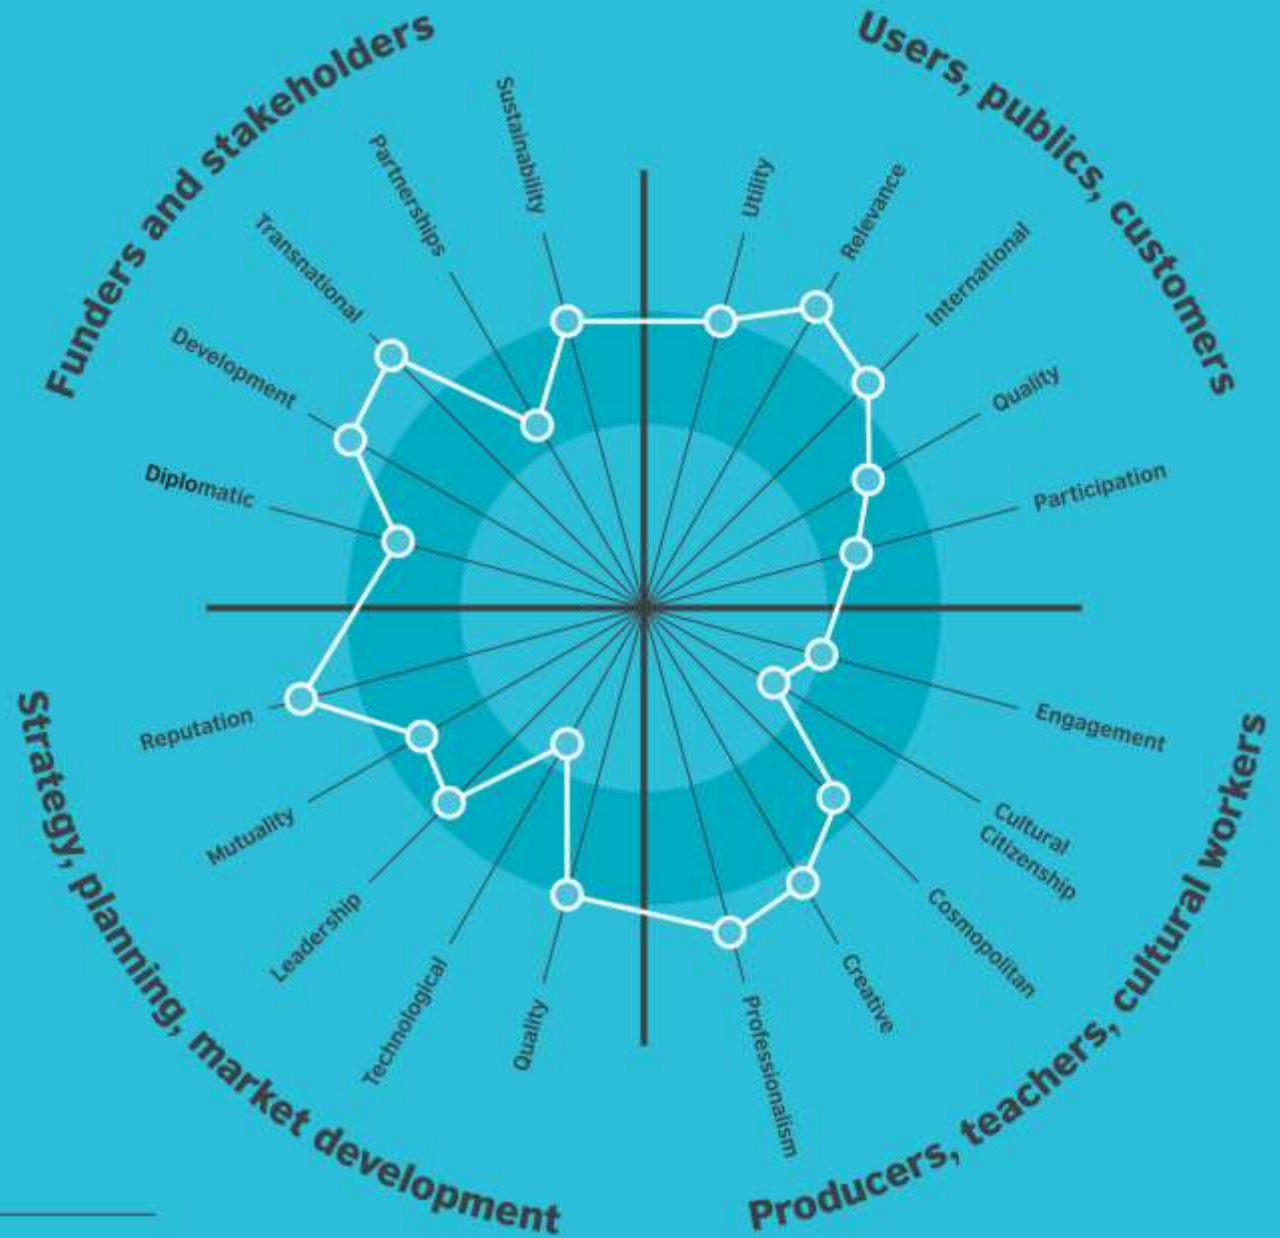 Funders and stakeholders
Users, publics, customers
Sustainability
Partnerships
Transnational
Development
Diplomatic
Utility
Relevance
International
Quality
Participation
Reputation
Mutuality
Leadership
Technological
Quality
Engagement
Cultural
Citizenship
Cosmopolitan
Creative
Professionalism
Strategy, planning, market development
Producers, teachers, cultural workers